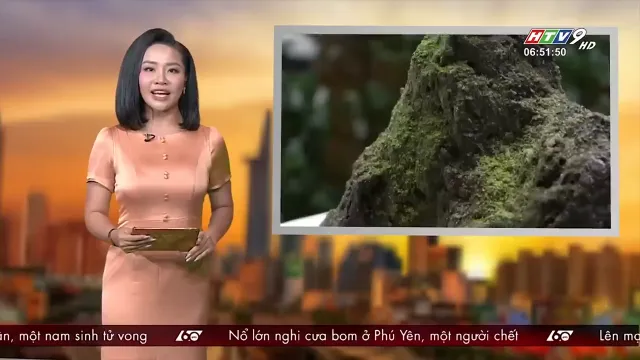 HTV9 HD
06:51:50
ân, một nam sinh tử vong 60 Nổ lớn nghi cưa bom ở Phú Yên, một người chết 60 Lên mạ